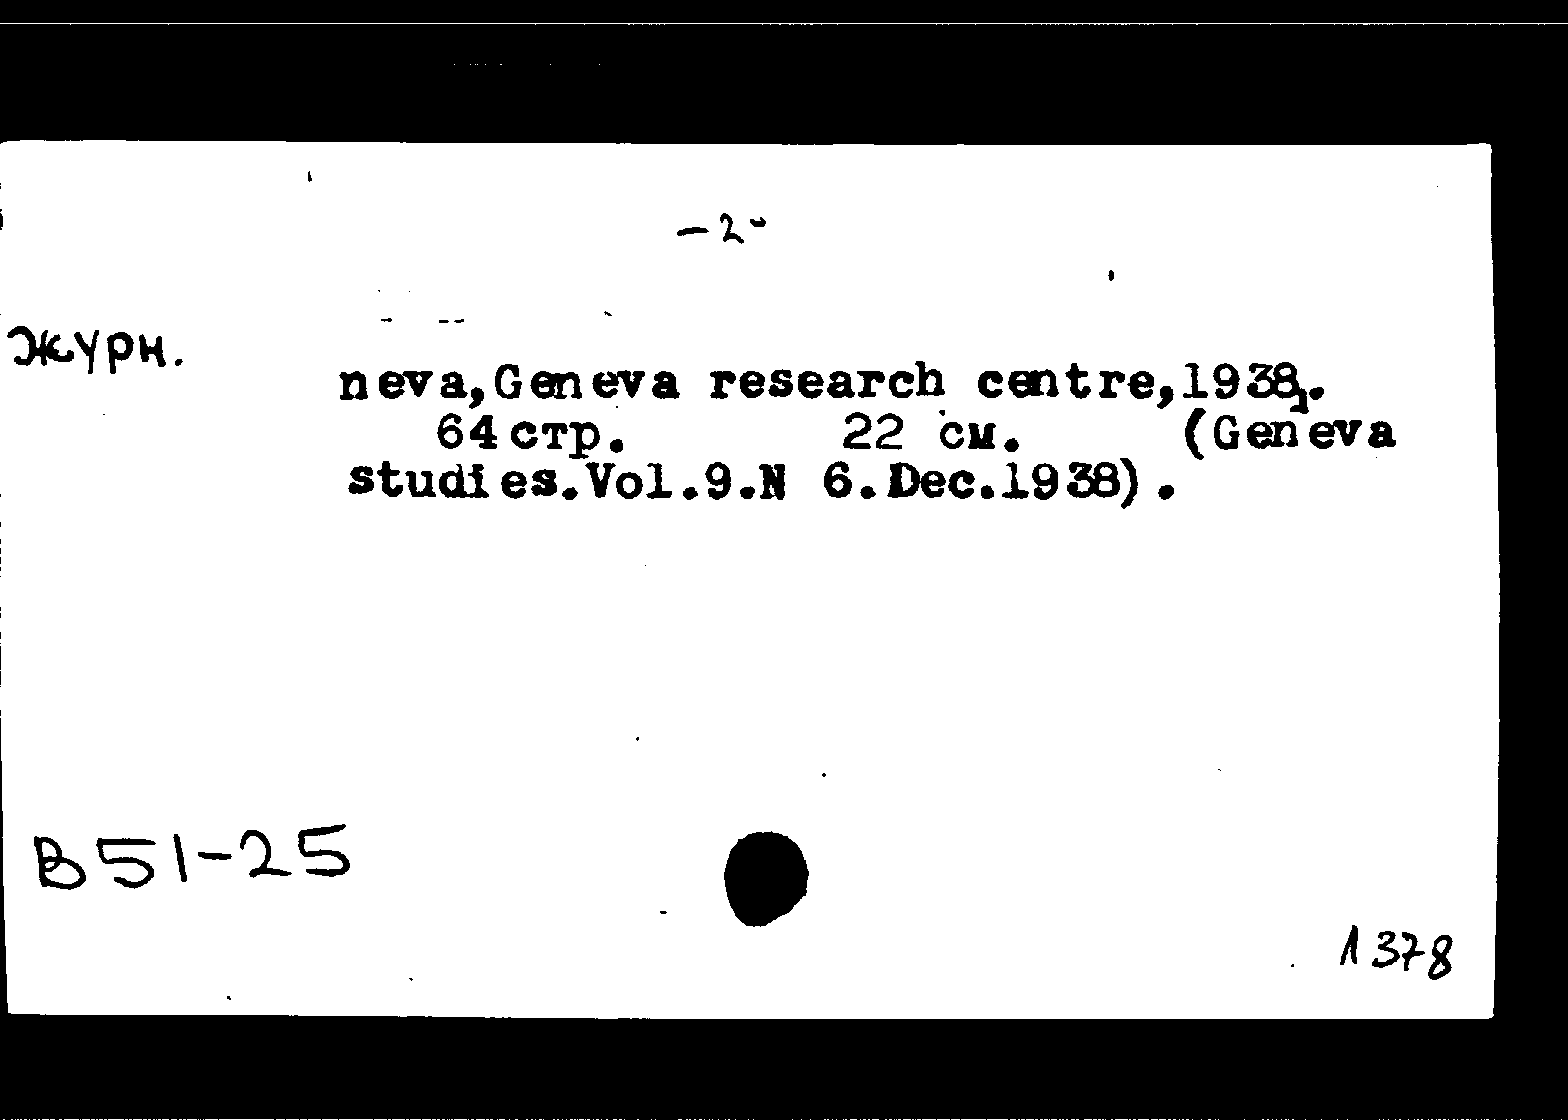 -2-
Журн.
neva,Geneva research centre,1938.
64 стр. 22 см. (Geneva
studies.Vol.9.N 6.Dec.1938).
В51-25
1378